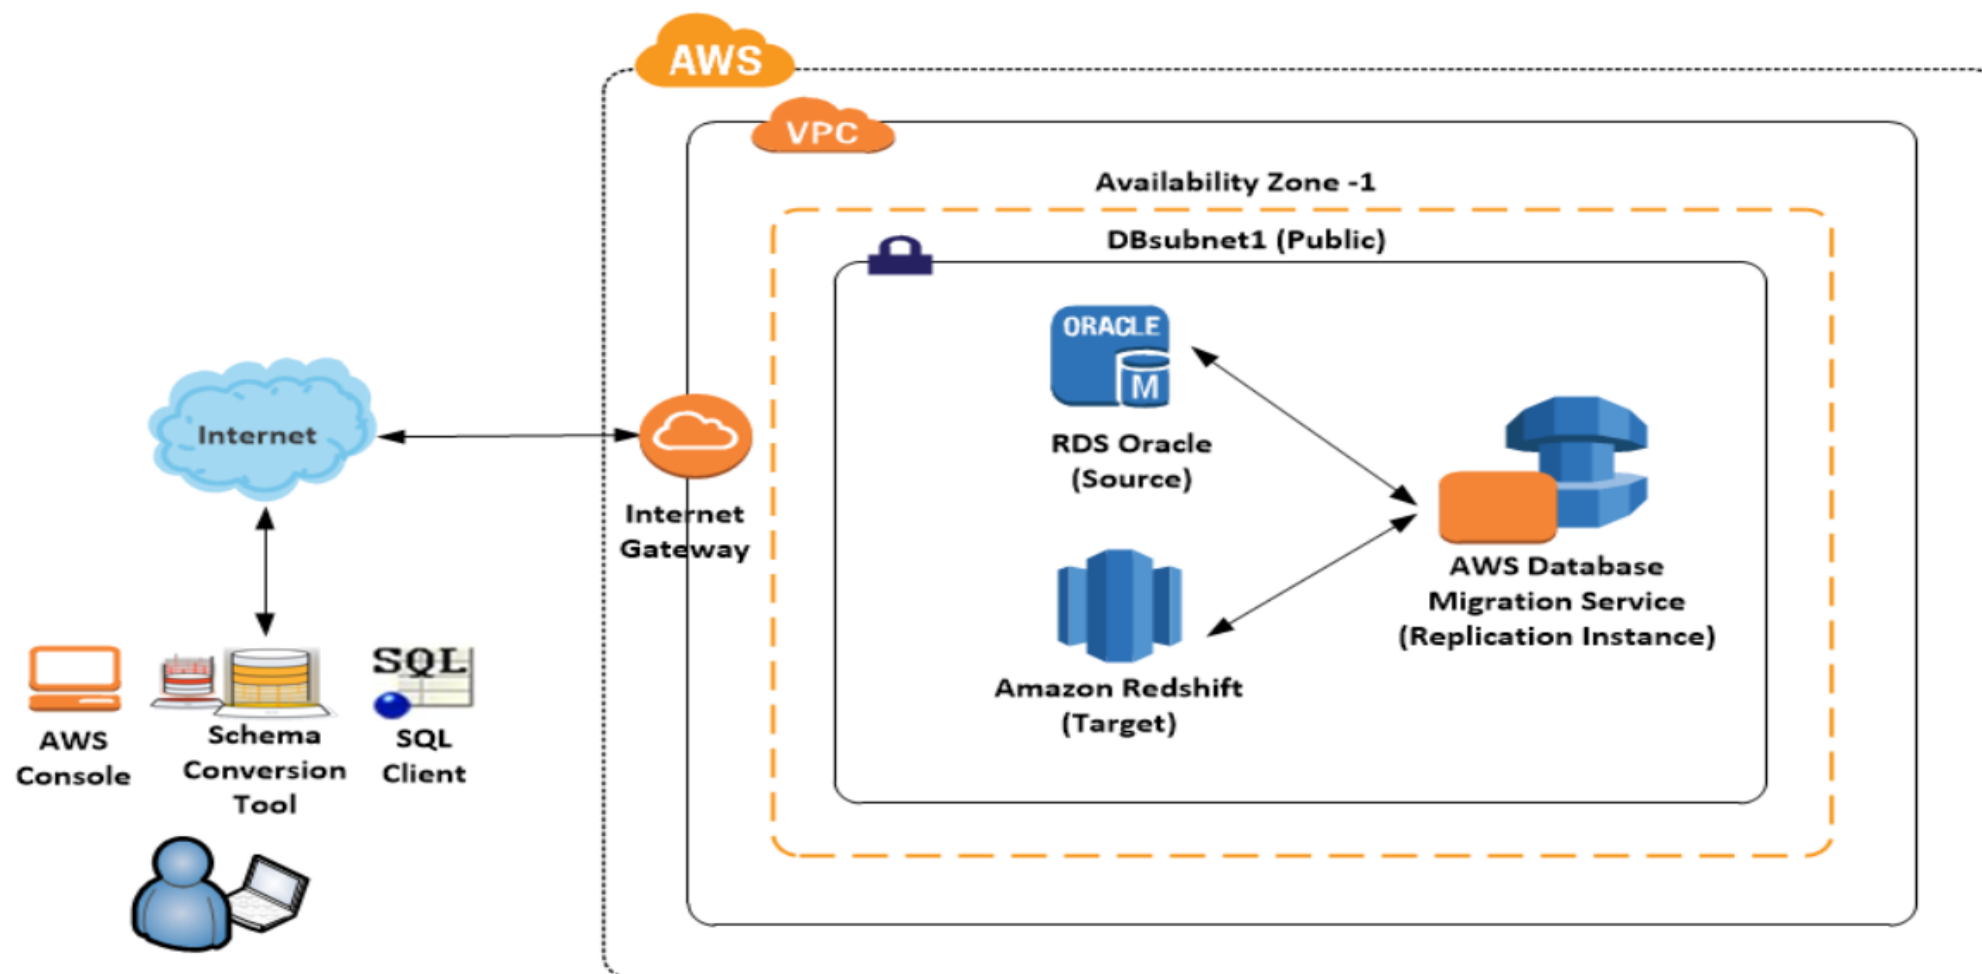 AWS
VPC
Availability Zone -1
DBsubnet1 (Public)
ORACLE
M
RDS Oracle
(Source)
Internet
Internet
Gateway
AWS Database
Migration Service
(Replication Instance)
Amazon Redshift
(Target)
SQL
AWS
Console
Schema
Conversion
Tool
SQL
Client